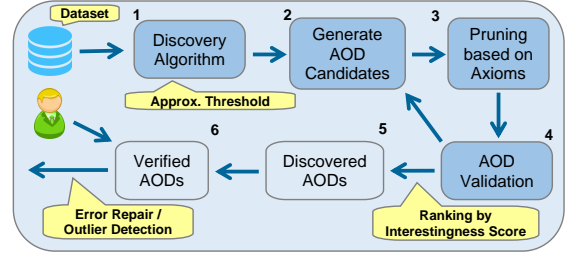 Dataset
1
Discovery
Algorithm
2
Generate AOD
Candidates
3
Pruning
based on
Axioms
Approx. Threshold
4
AOD
Validation
5
Discovered
AODs
6
Verified
AODs
Error Repair /
Outlier Detection
Ranking by
Interestingness Score